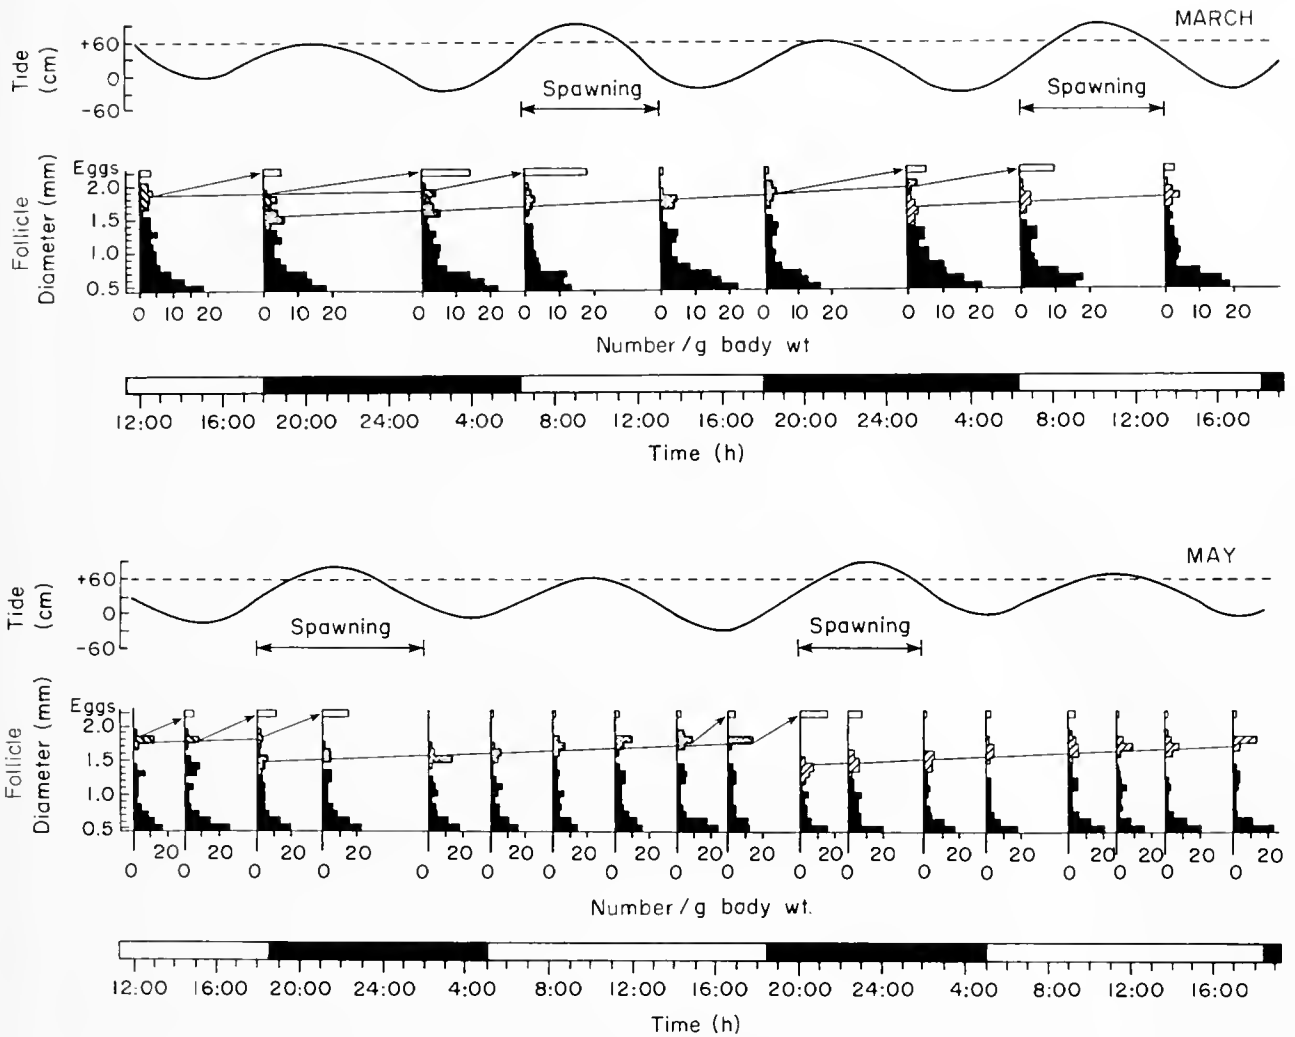 MARCH
Tide (cm)
+60
0
-60
Spawning Spawning
Follicle Diameter (mm)
Eggs
2.0
1.5
1.0
0.5
0 10 20 0 10 20 0 10 20 0 10 20 0 10 20 0 10 20 0 10 20 0 10 20 0 10 20
Number/g body wt
12:00 16:00 20:00 24:00 4:00 8:00 12:00 16:00 20:00 24:00 4:00 8:00 12:00 16:00
Time (h)
MAY
Tide (cm)
+60
0
-60
Spawning Spawning
Follicle Diameter (mm)
Eggs
2.0
1.5
1.0
0.5
20 20 20 20 20 20 20 20 20 20 20 20 20 20 20 20 20 20
0 0 0 0 0 0 0 0 0 0 0 0 0 0 0 0 0 0
Number/g body wt.
12:00 16:00 20:00 24:00 4:00 8:00 12:00 16:00 20:00 24:00 4:00 8:00 12:00 16:00
Time (h)